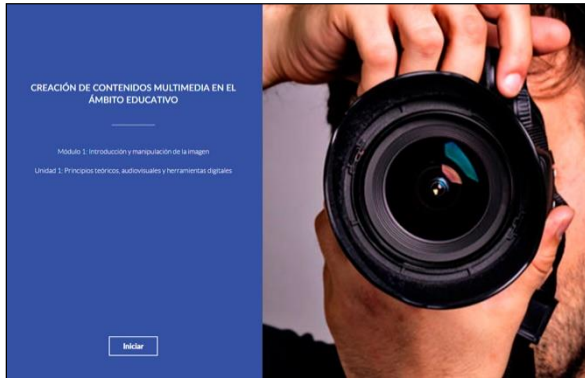 CREACIÓN DE CONTENIDOS MULTIMEDIA EN EL
ÁMBITO EDUCATIVO
Módulo 1: Introducción y manipulación de la imagen
Unidad 1: Principios teóricos, audiovisuales y herramientas digitales
Iniciar